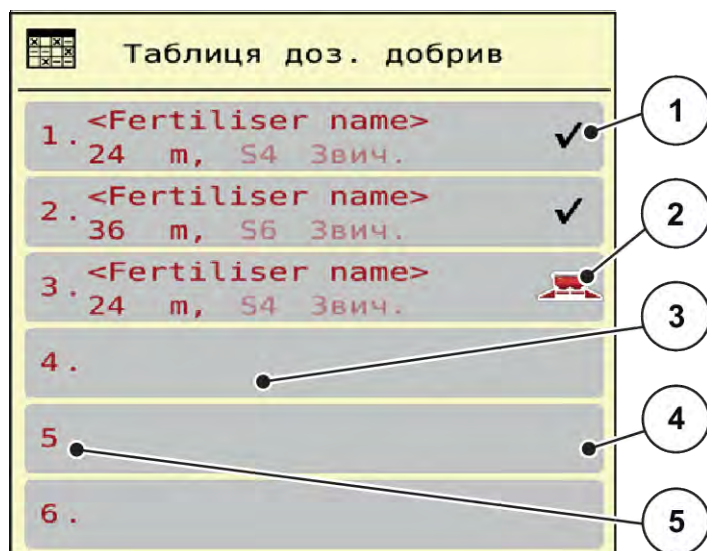 Таблиця доз. добрив
1. <Fertiliser name>
24 m, S4 Звич.
2. <Fertiliser name>
36 m, S6 Звич.
3. <Fertiliser name>
24 m, S4 Звич.
4.
5
6.
1
2
3
4
5